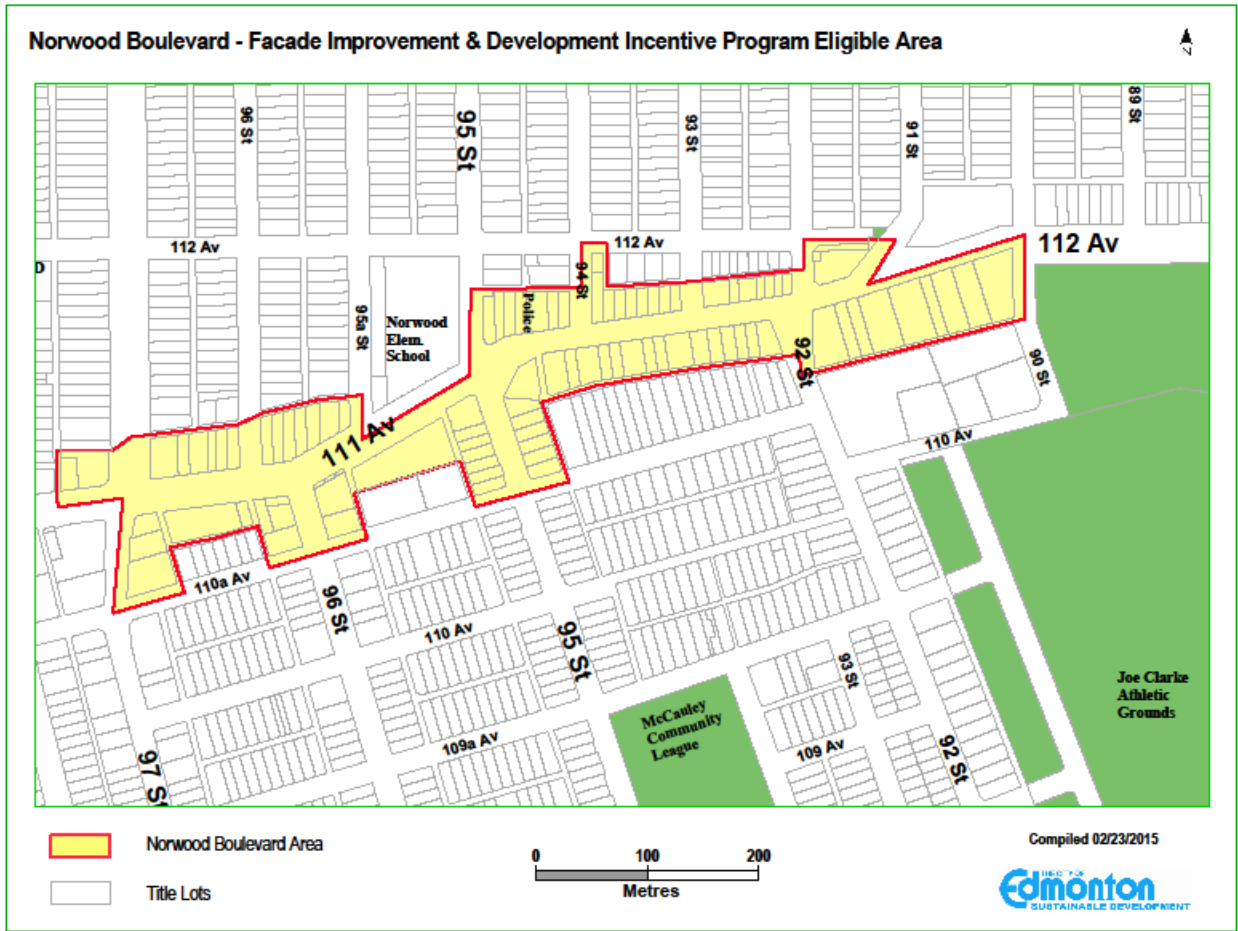 Norwood Boulevard - Facade Improvement & Development Incentive Program Eligible Area
N
96 St
95 St
93 St
91 St
89 St
112 Av
112 Av
112 Av
D
94 St
Police
95a St
Norwood
Elem.
School
92 St
90 St
111 Av
110 Av
110a Av
96 St
110 Av
95 St
93 St
Joe Clarke
Athletic
Grounds
McCauley
Community
League
109a Av
109 Av
92 St
97 St
Norwood Boulevard Area
Title Lots
0 100 200
Metres
Compiled 02/23/2015
THE CITY OF
Edmonton
SUSTAINABLE DEVELOPMENT